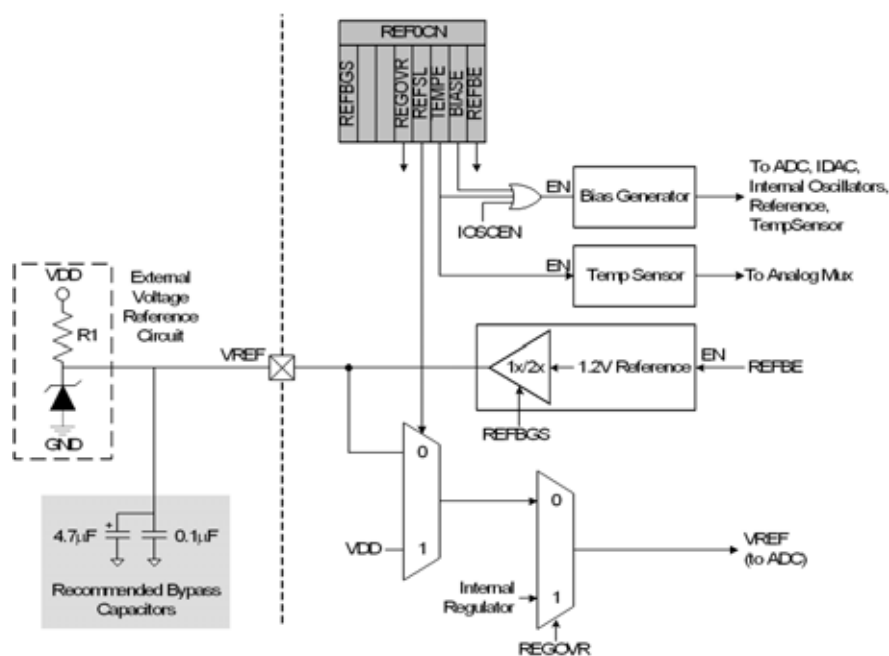 REF0CN
REFBGS
REGOVR
REFSL
TEMPE
BIASE
REFBE
EN
Bias Generator
To ADC, IDAC,
Internal Oscillators,
Reference,
TempSensor
IOSCEN
EN
Temp Sensor
To Analog Mux
VDD
R1
GND
External
Voltage
Reference
Circuit
VREF
1x/2x
1.2V Reference
EN
REFBE
REFBGS
0
1
VDD
0
1
Internal
Regulator
REGOVR
VREF
(to ADC)
4.7µF
+
0.1µF
Recommended Bypass
Capacitors